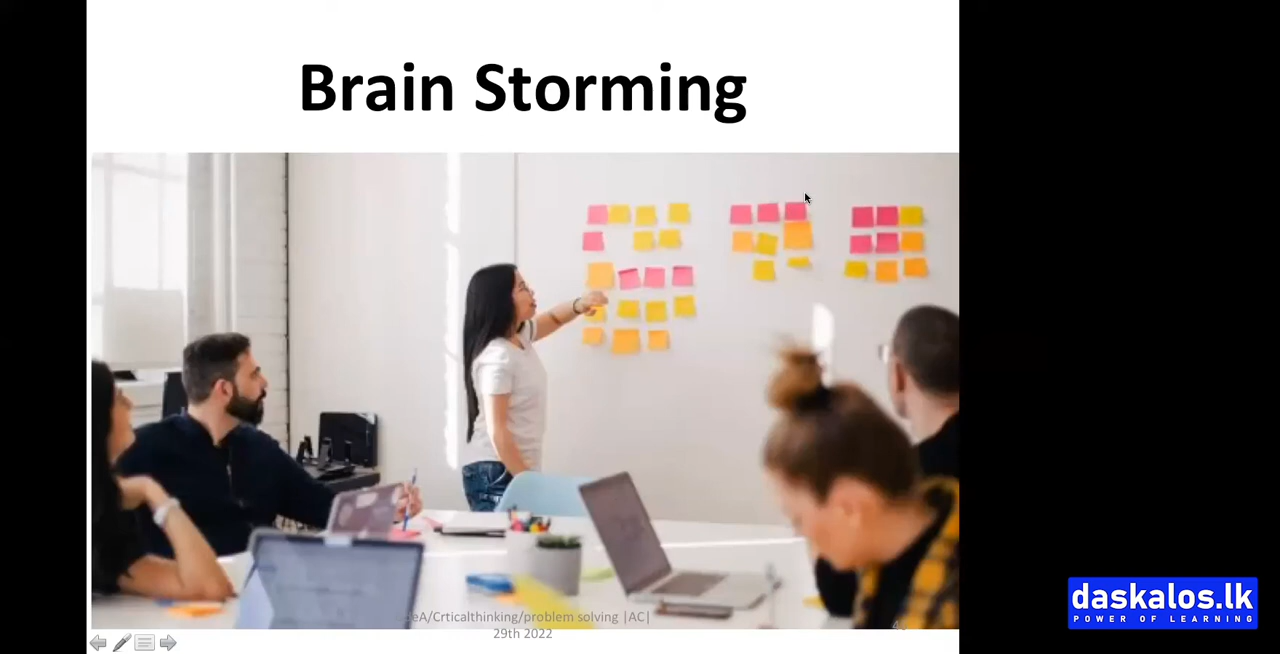 Brain Storming
/Crticalthinking/problem solving |AC|
29th 2022
daskalos.lk
POWER OF LEARNING